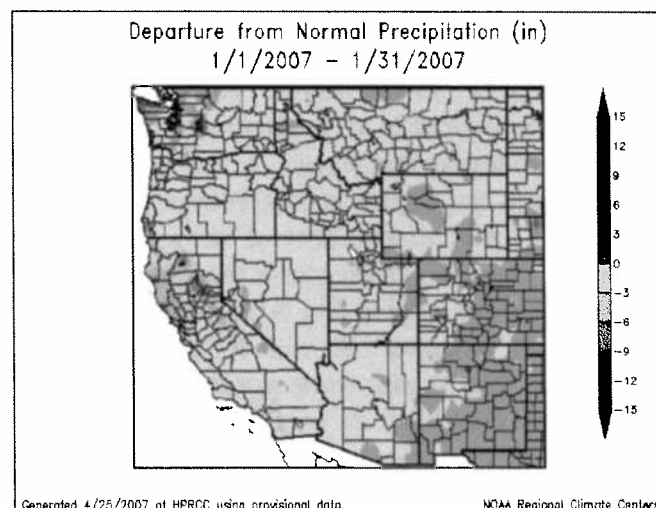 Departure from Normal Precipitation (in)
1/1/2007 – 1/31/2007
15
12
9
6
3
0
-3
-6
-9
-12
-15
Generated 4/25/2007 at HPRCC using provisional data.
NOAA Regional Climate Centers